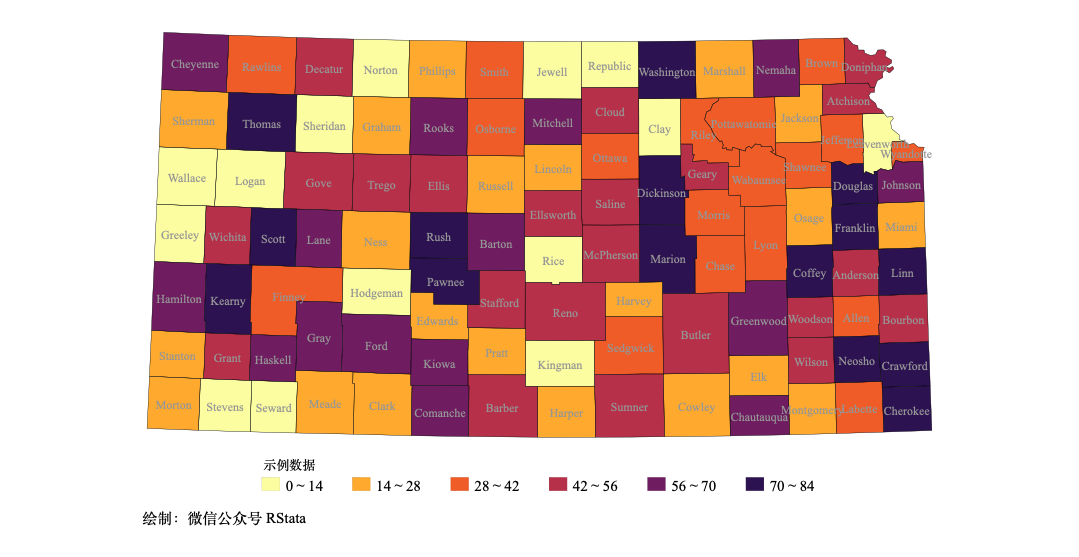 Cheyenne Rawlins Decatur Norton Phillips Smith Jewell Republic Washington Marshall Nemaha Brown Doniphan
Sherman Thomas Sheridan Graham Rooks Osborne Mitchell Cloud Clay Riley Pottawatomie Jackson Atchison
Jefferson Leavenworth Wyandotte
Wallace Logan Gove Trego Ellis Russell Lincoln Ottawa Dickinson Geary Wabaunsee Shawnee Douglas Johnson
Greeley Wichita Scott Lane Ness Rush Barton Ellsworth Saline Morris Osage Franklin Miami
Rice McPherson Marion Chase Lyon Coffey Anderson Linn
Hamilton Kearny Finney Hodgeman Pawnee Stafford Reno Harvey Butler Greenwood Woodson Allen Bourbon
Edwards
Stanton Grant Haskell Gray Ford Kiowa Pratt Kingman Sedgwick Elk Wilson Neosho Crawford
Morton Stevens Seward Meade Clark Comanche Barber Harper Sumner Cowley Chautauqua Montgomery Labette Cherokee
示例数据
0 ~ 14 14 ~ 28 28 ~ 42 42 ~ 56 56 ~ 70 70 ~ 84
绘制：微信公众号 RStata